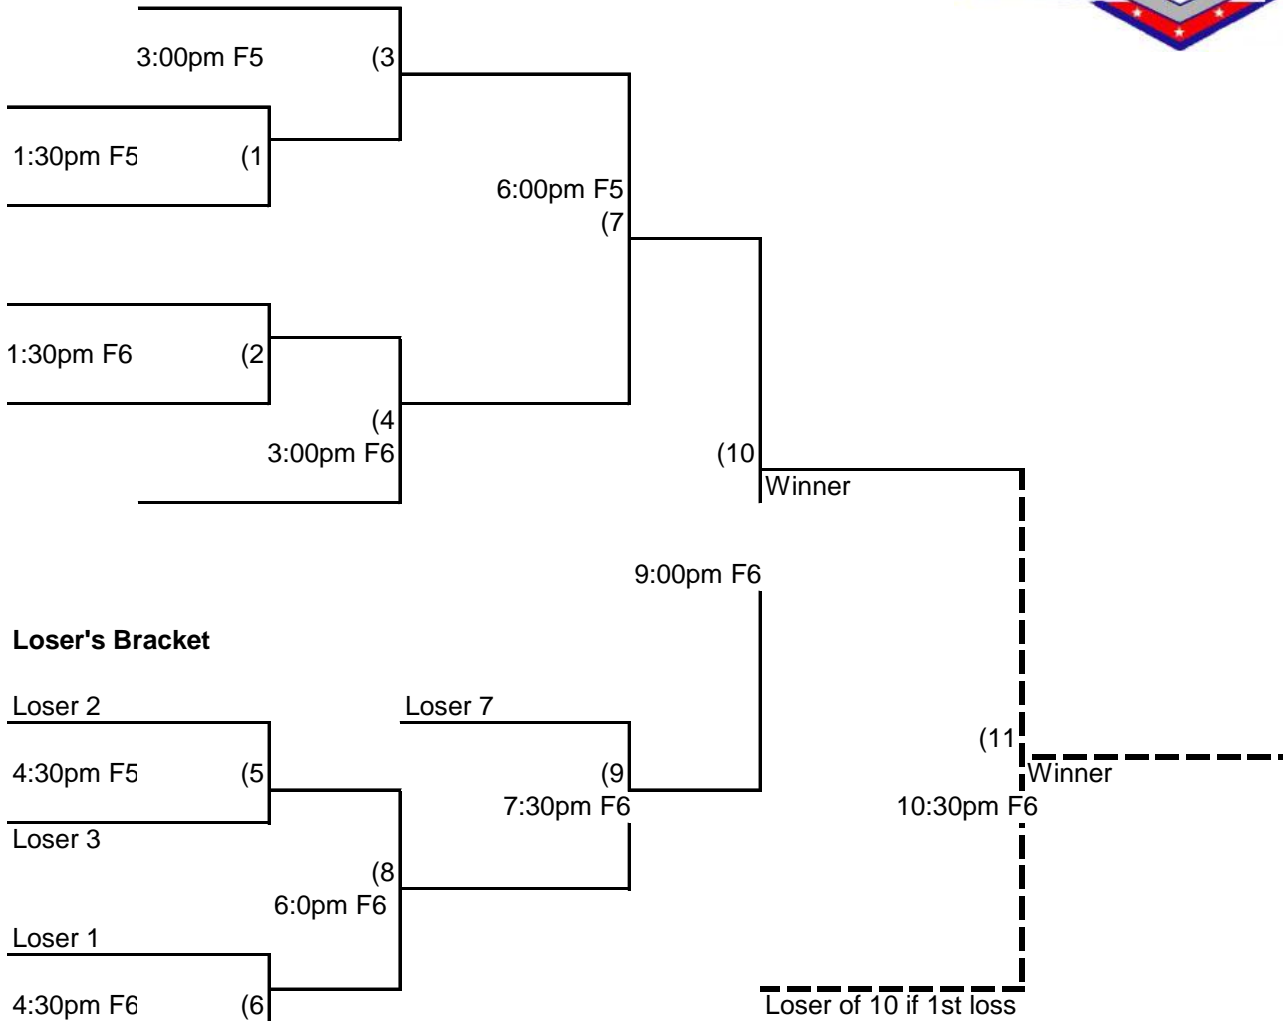 3:00pm F5 (3
1:30pm F5 (1
6:00pm F5
(7
1:30pm F6 (2
(4
3:00pm F6
(10
Winner
9:00pm F6
Loser's Bracket
Loser 2
Loser 7
4:30pm F5 (5
(9
7:30pm F6
Loser 3
(11
Winner
10:30pm F6
(8
6:0pm F6
Loser 1
4:30pm F6 (6
Loser of 10 if 1st loss